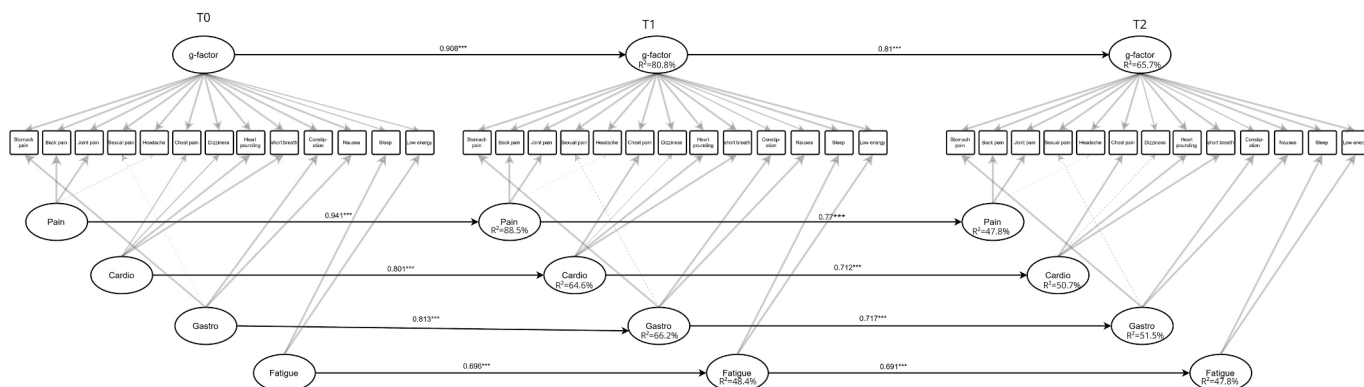 T0
T1
T2
g-factor
0.908***
g-factor
R²=80.8%
0.81***
g-factor
R²=65.7%
Stomach
pain
Back pain
Joint pain
Sexual pain
Headache
Chest pain
Dizziness
Heart
pounding
short breath
Constip-
ation
Nausea
Sleep
Low energy
Stomach
pain
Back pain
Joint pain
Sexual pain
Headache
Chest pain
Dizziness
Heart
pounding
short breath
Constip-
ation
Nausea
Sleep
Low energy
Stomach
pain
Back pain
Joint pain
Sexual pain
Headache
Chest pain
Dizziness
Heart
pounding
short breath
Constip-
ation
Nausea
Sleep
Low energy
Pain
0.941***
Pain
R²=88.5%
0.77***
Pain
R²=47.8%
Cardio
0.801***
Cardio
R²=64.6%
0.712***
Cardio
R²=50.7%
Gastro
0.813***
Gastro
R²=66.2%
0.717***
Gastro
R²=51.5%
Fatigue
0.696***
Fatigue
R²=48.4%
0.691***
Fatigue
R²=47.8%